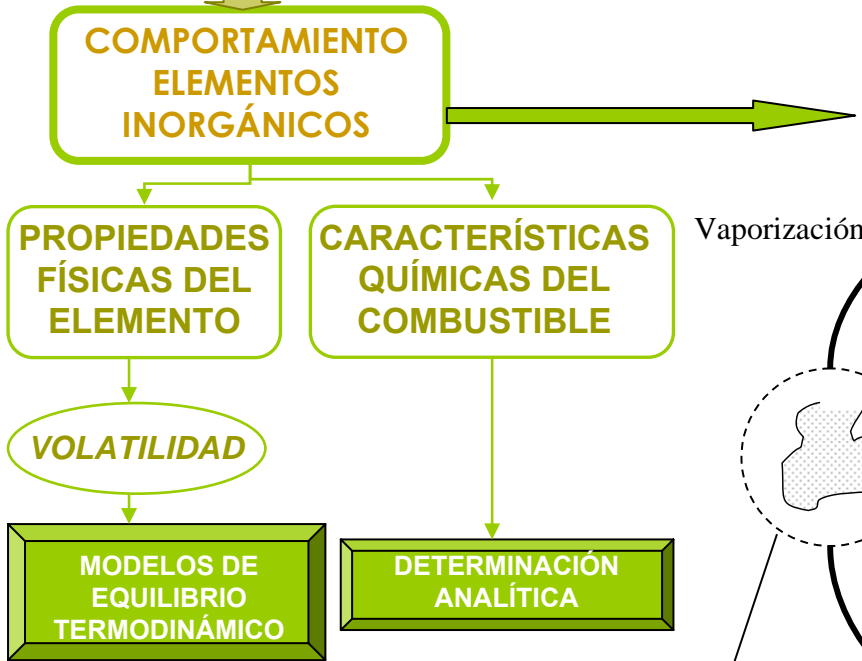 COMPORTAMIENTO
ELEMENTOS
INORGÁNICOS
PROPIEDADES
FÍSICAS DEL
ELEMENTO
CARACTERÍSTICAS
QUÍMICAS DEL
COMBUSTIBLE
Vaporización
VOLATILIDAD
MODELOS DE
EQUILIBRIO
TERMODINÁMICO
DETERMINACIÓN
ANALÍTICA